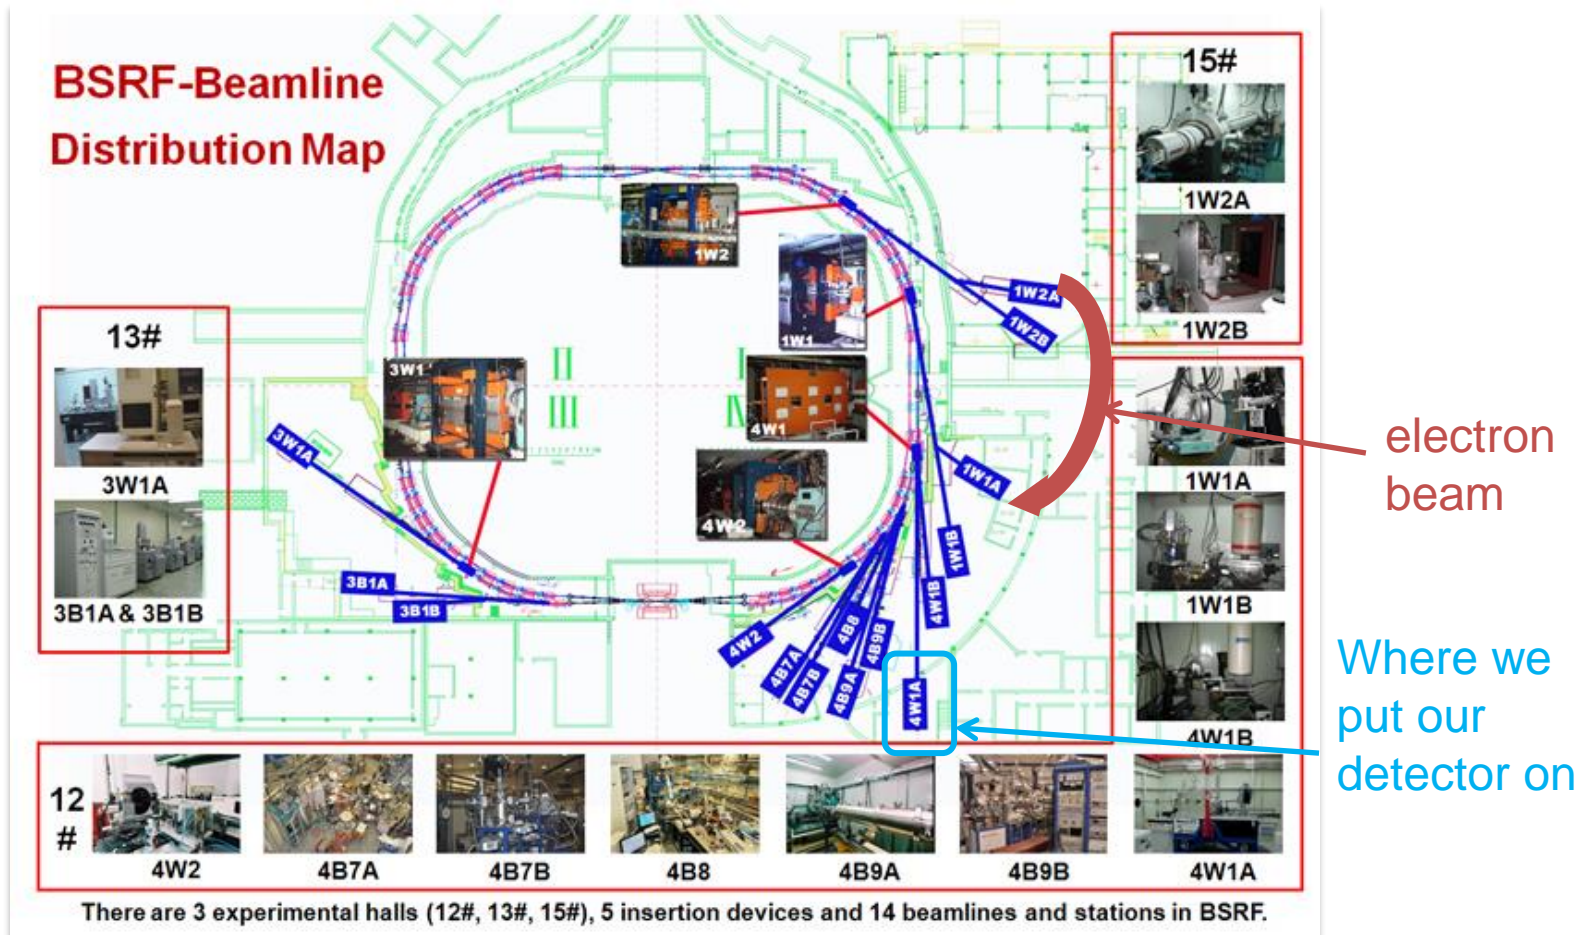 BSRF-Beamline
Distribution Map
15#
1W2A
1W2B
1W2
1W2A
1W2B
1W1
13#
3W1A
3B1A & 3B1B
3W1
II
I
III
IV
4W1
4W2
3W1A
3B1A
3B1B
1W1A
1W1B
4W1B
4W2
4B7A
4B7B
4B8
4B9A
4B9B
4W1A
1W1A
1W1B
4W1B
electron
beam
Where we
put our
detector on
12
#
4W2
4B7A
4B7B
4B8
4B9A
4B9B
4W1A
There are 3 experimental halls (12#, 13#, 15#), 5 insertion devices and 14 beamlines and stations in BSRF.